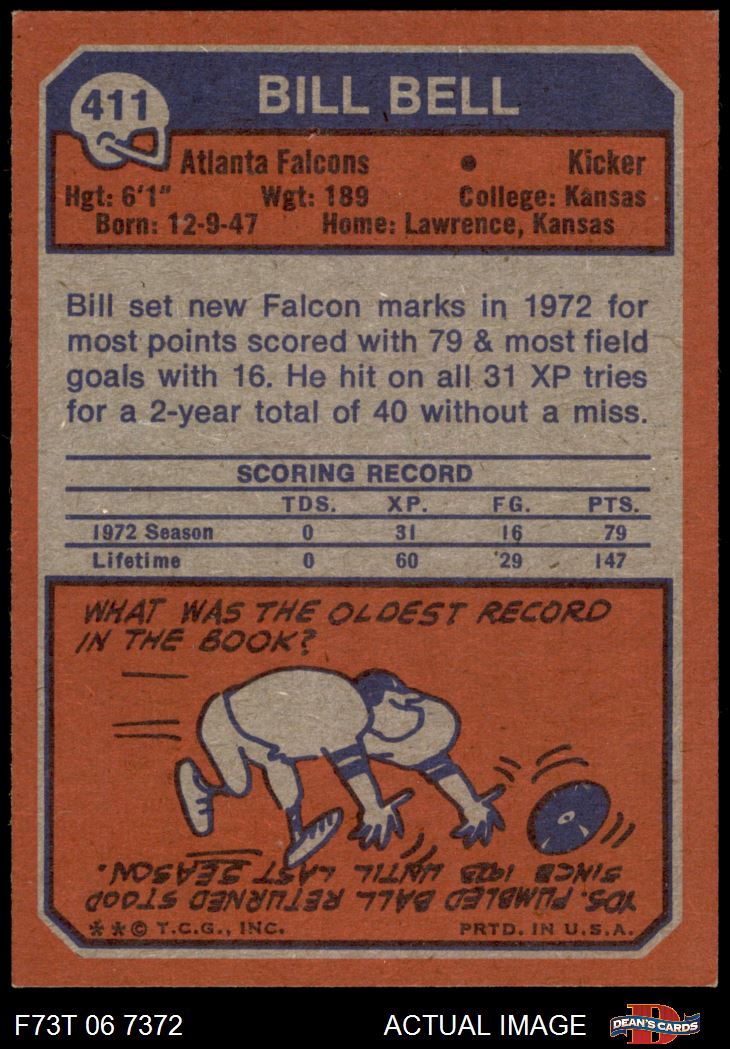 411
BILL BELL
Atlanta Falcons • Kicker
Hgt: 6'1" Wgt: 189 College: Kansas
Born: 12-9-47 Home: Lawrence, Kansas
Bill set new Falcon marks in 1972 for
most points scored with 79 & most field
goals with 16. He hit on all 31 XP tries
for a 2-year total of 40 without a miss.
SCORING RECORD
TDS. XP. FG. PTS.
1972 Season 0 31 16 79
Lifetime 0 60 29 147
WHAT WAS THE OLDEST RECORD
IN THE BOOK?
YDS. FUMBLED BALL RETURNED STOOD
SINCE 1923 UNTIL LAST SEASON.
**© T.C.G., INC. PRTD. IN U.S.A.
F73T 06 7372 ACTUAL IMAGE DEAN'S CARDS